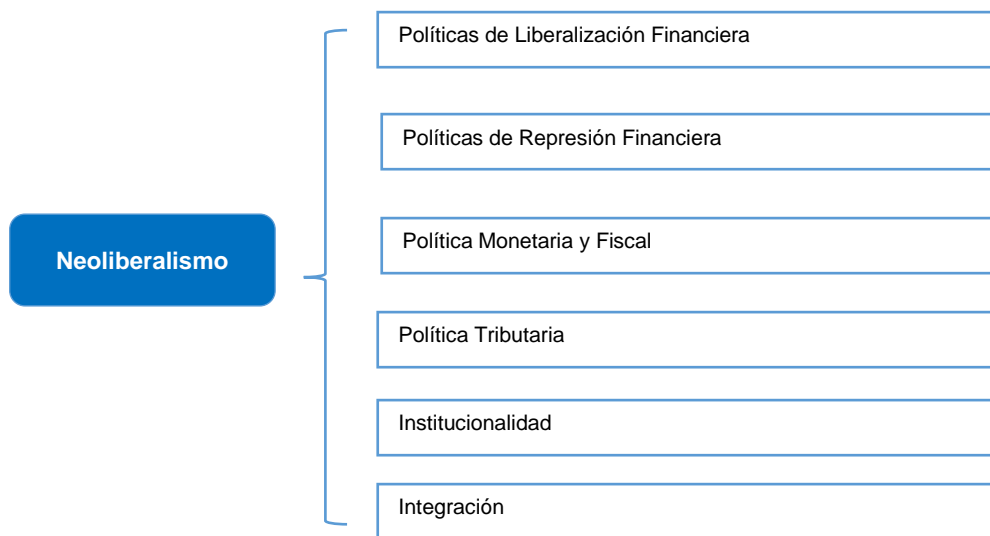 Políticas de Liberalización Financiera
Políticas de Represión Financiera
Política Monetaria y Fiscal
Neoliberalismo
Política Tributaria
Institucionalidad
Integración